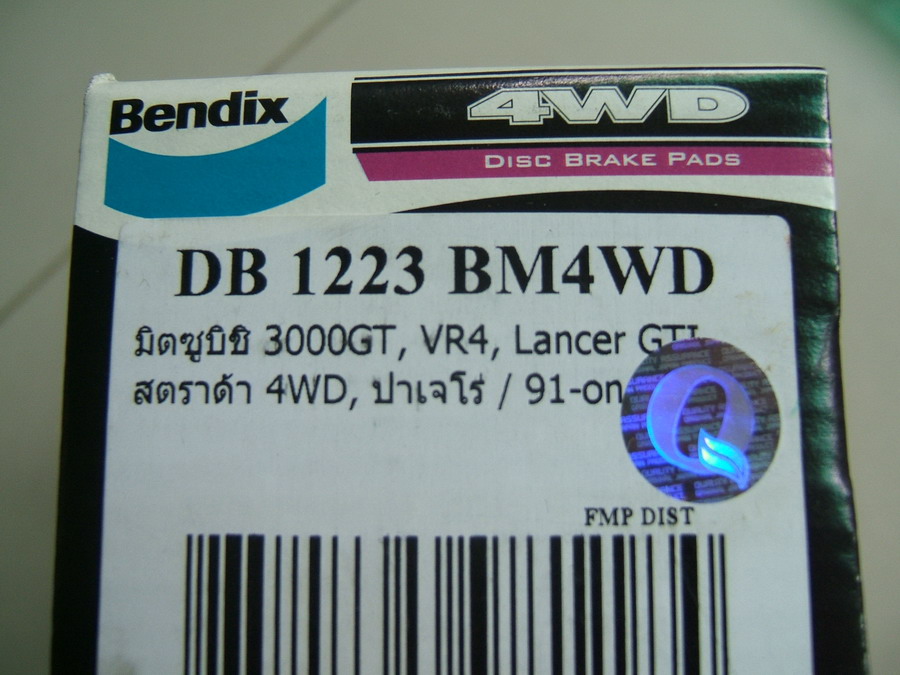 Bendix
4WD
DISC BRAKE PADS
DB 1223 BM4WD
มิตซูบิชิ 3000GT, VR4, Lancer GTI
สตราด้า 4WD, ปาเจโร่ / 91-on
Q
FMP DIST